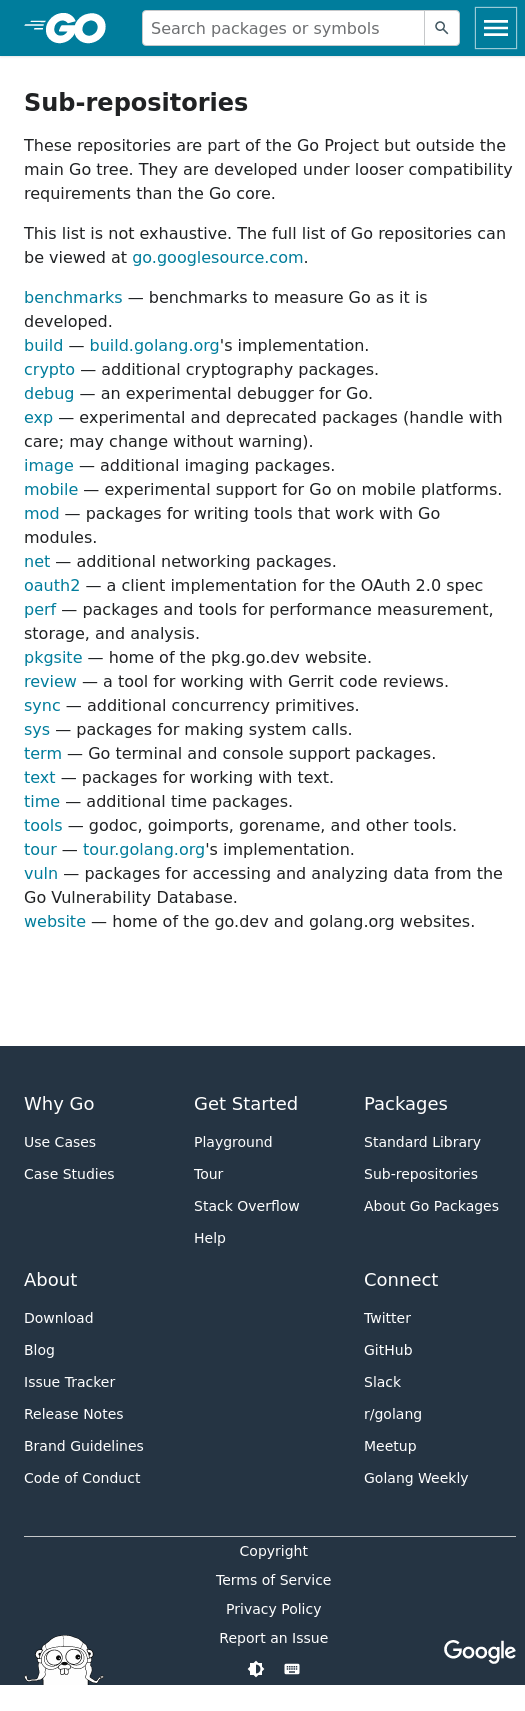 GO
Search packages or symbols
Sub-repositories
These repositories are part of the Go Project but outside the
main Go tree. They are developed under looser compatibility
requirements than the Go core.
This list is not exhaustive. The full list of Go repositories can
be viewed at go.googlesource.com.
benchmarks — benchmarks to measure Go as it is
developed.
build — build.golang.org's implementation.
crypto — additional cryptography packages.
debug — an experimental debugger for Go.
exp — experimental and deprecated packages (handle with
care; may change without warning).
image — additional imaging packages.
mobile — experimental support for Go on mobile platforms.
mod — packages for writing tools that work with Go
modules.
net — additional networking packages.
oauth2 — a client implementation for the OAuth 2.0 spec
perf — packages and tools for performance measurement,
storage, and analysis.
pkgsite — home of the pkg.go.dev website.
review — a tool for working with Gerrit code reviews.
sync — additional concurrency primitives.
sys — packages for making system calls.
term — Go terminal and console support packages.
text — packages for working with text.
time — additional time packages.
tools — godoc, goimports, gorename, and other tools.
tour — tour.golang.org's implementation.
vuln — packages for accessing and analyzing data from the
Go Vulnerability Database.
website — home of the go.dev and golang.org websites.
Why Go
Use Cases
Case Studies
Get Started
Playground
Tour
Stack Overflow
Help
Packages
Standard Library
Sub-repositories
About Go Packages
About
Download
Blog
Issue Tracker
Release Notes
Brand Guidelines
Code of Conduct
Connect
Twitter
GitHub
Slack
r/golang
Meetup
Golang Weekly
Copyright
Terms of Service
Privacy Policy
Report an Issue
Google